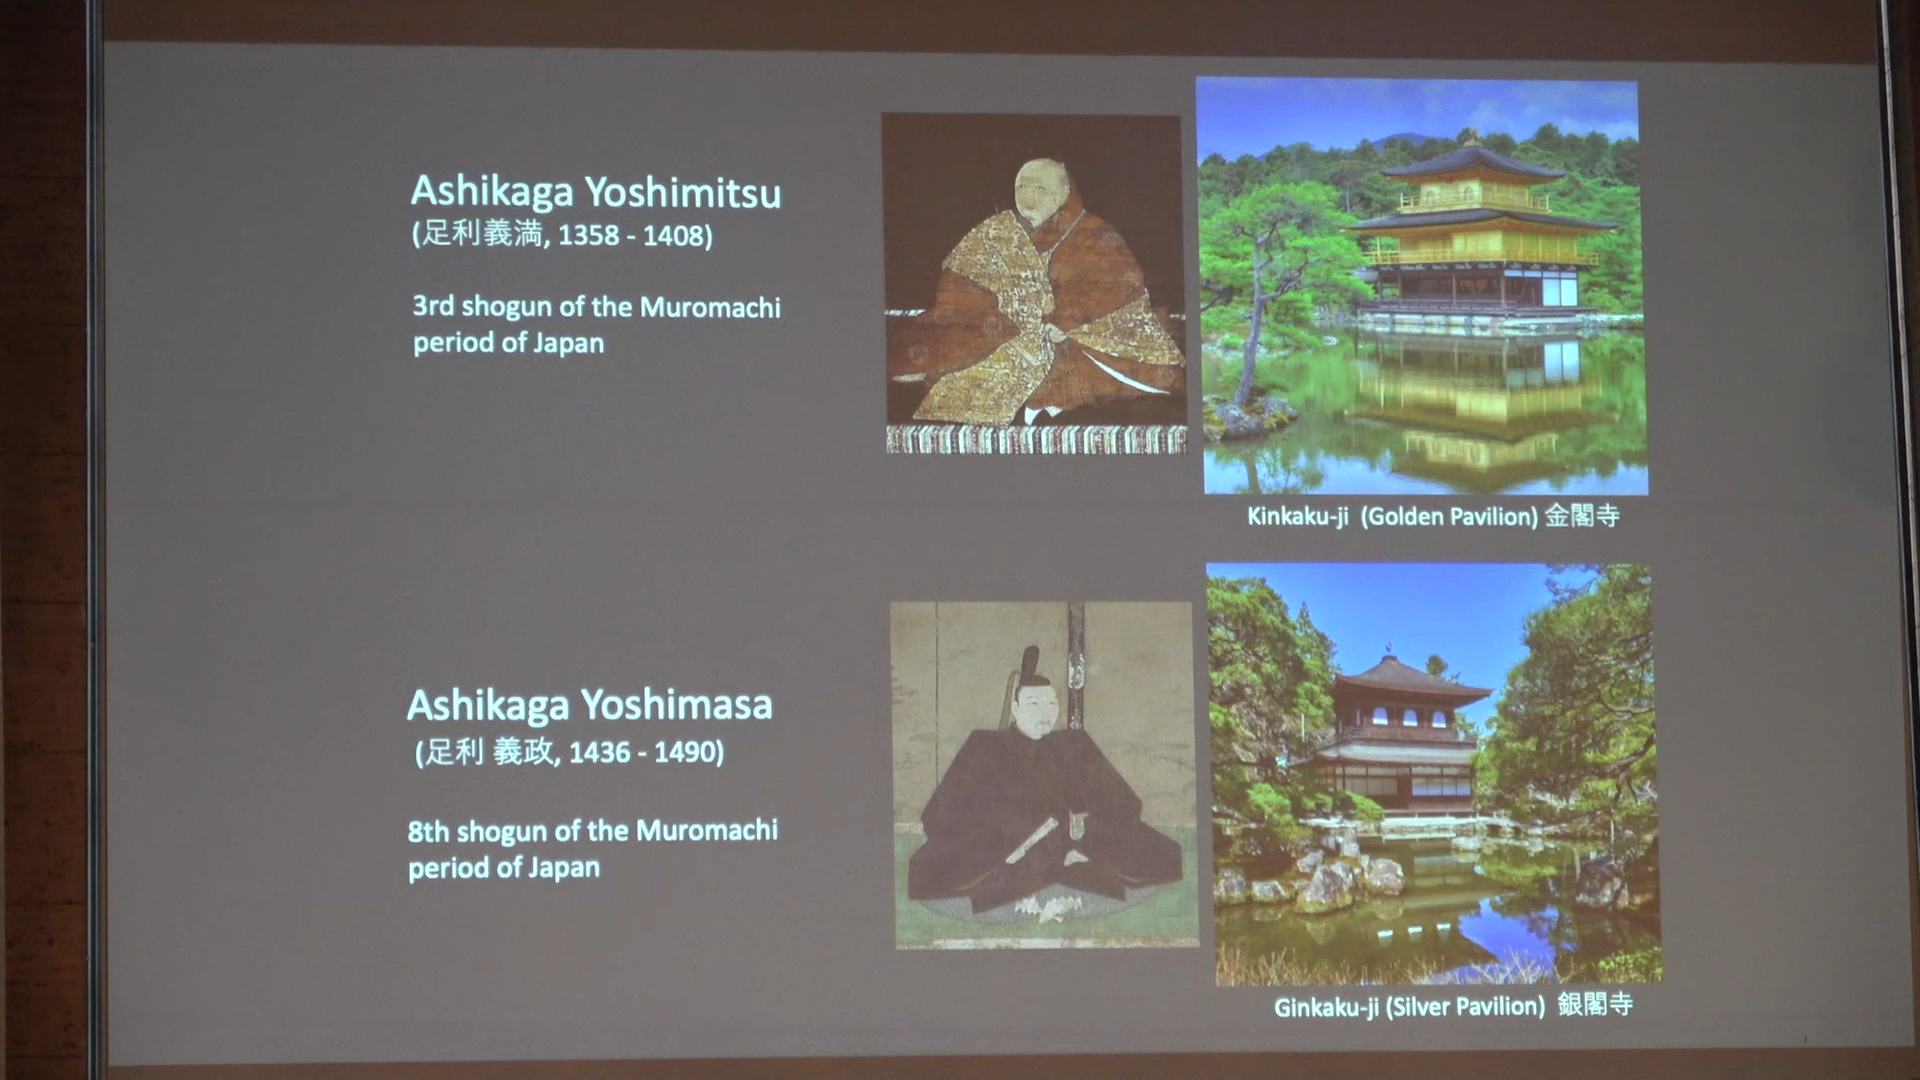 Ashikaga Yoshimitsu
(足利義満, 1358 - 1408)
3rd shogun of the Muromachi
period of Japan
Kinkaku-ji (Golden Pavilion) 金閣寺
Ashikaga Yoshimasa
(足利 義政, 1436 - 1490)
8th shogun of the Muromachi
period of Japan
Ginkaku-ji (Silver Pavilion) 銀閣寺